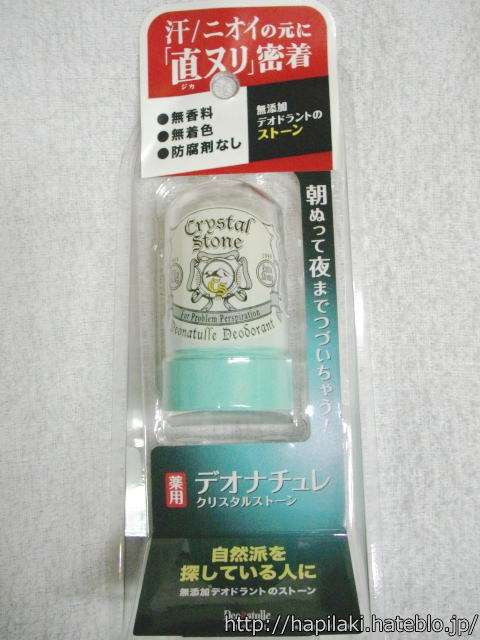 汗/ニオイの元に
「直ヌリ」密着
ジカ
●無香料
●無着色
●防腐剤なし
無添加
デオドラントの
ストーン
朝ぬって夜までつづいちゃう!
Crystal
Stone
CS
For Problem Perspiration
Deonatulle Deodorant
薬用
デオナチュレ
クリスタルストーン
自然派を
探している人に
無添加デオドラントのストーン
Deonatulle
http://hapilaki.hateblo.jp/